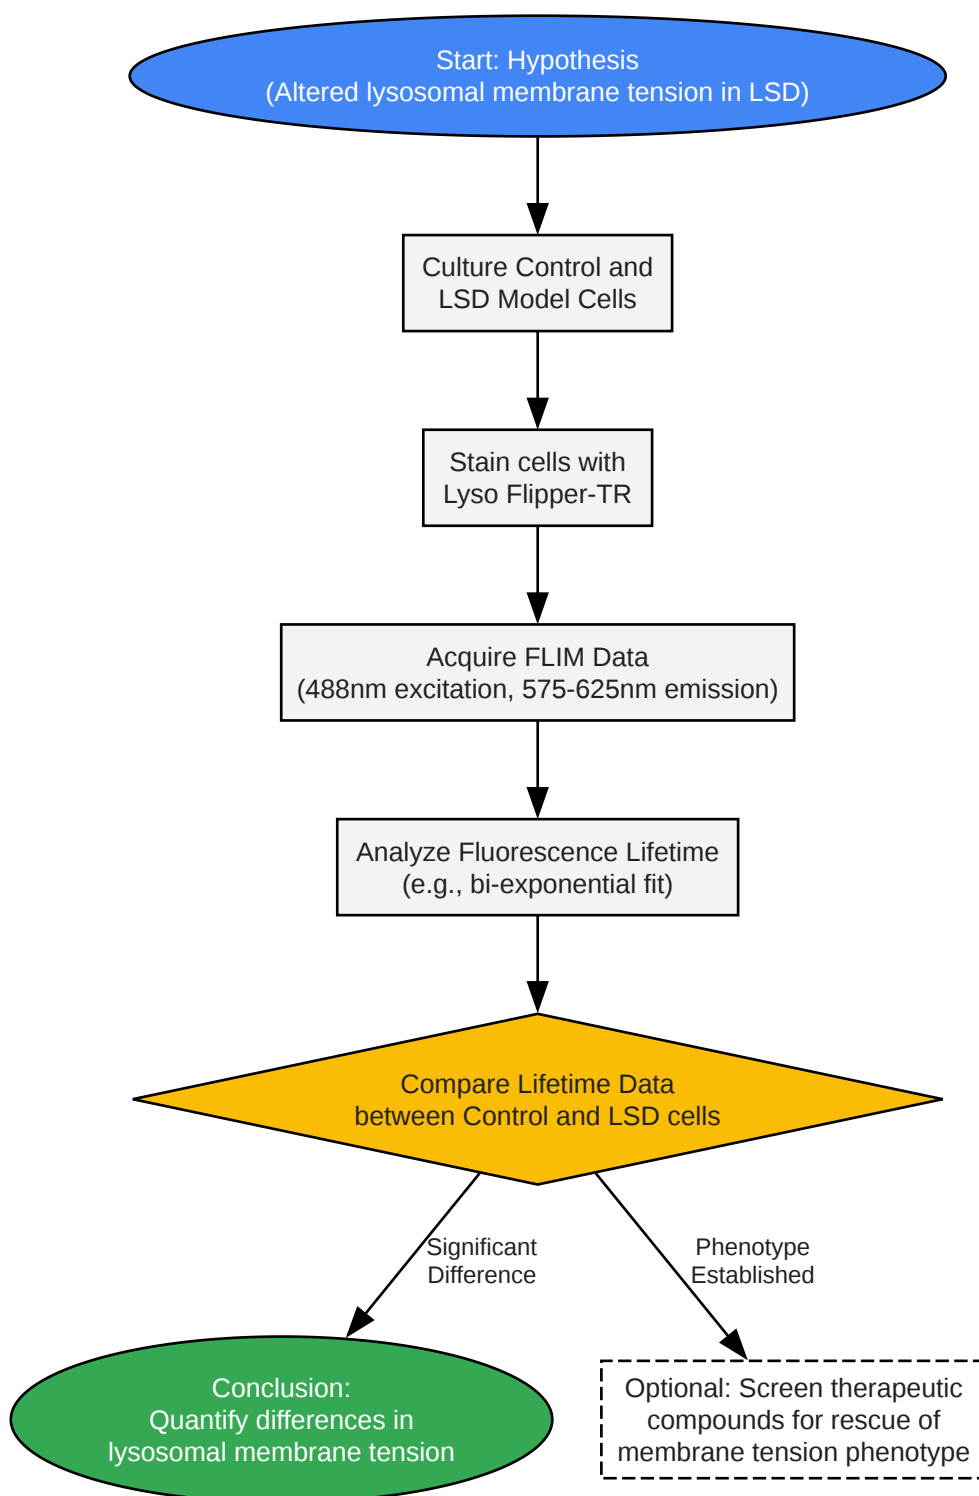 Start: Hypothesis
(Altered lysosomal membrane tension in LSD)
Culture Control and
LSD Model Cells
Stain cells with
Lyso Flipper-TR
Acquire FLIM Data
(488nm excitation, 575-625nm emission)
Analyze Fluorescence Lifetime
(e.g., bi-exponential fit)
Compare Lifetime Data
between Control and LSD cells
Significant
Difference
Phenotype
Established
Conclusion:
Quantify differences in
lysosomal membrane tension
Optional: Screen therapeutic
compounds for rescue of
membrane tension phenotype